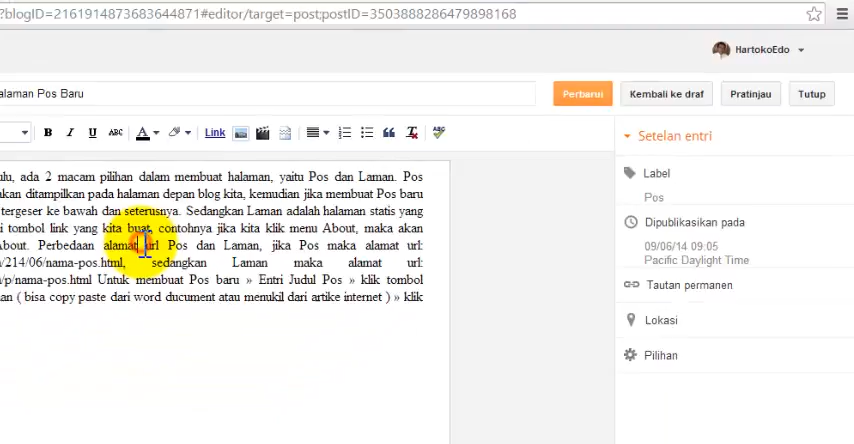 ?blogID=2161914873683644871#editor/target=post;postID=3503888286479898168
HartokoEdo
alaman Pos Baru
Perbarui
Kembali ke draf
Pratinjau
Tutup
B I U ABC A Link
Setelan entri
ulu, ada 2 macam pilihan dalam membuat halaman, yaitu Pos dan Laman. Pos
akan ditampilkan pada halaman depan blog kita, kemudian jika membuat Pos baru
tergeser ke bawah dan seterusnya. Sedangkan Laman adalah halaman statis yang
i tombol link yang kita buat, contohnya jika kita klik menu About, maka akan
About. Perbedaan alamat url Pos dan Laman, jika Pos maka alamat url:
/214/06/nama-pos.html, sedangkan Laman maka alamat url:
/p/nama-pos.html Untuk membuat Pos baru » Entri Judul Pos » klik tombol
an ( bisa copy paste dari word ducument atau menukil dari artike internet ) » klik
Label
Pos
Dipublikasikan pada
09/06/14 09:05
Pacific Daylight Time
Tautan permanen
Lokasi
Pilihan